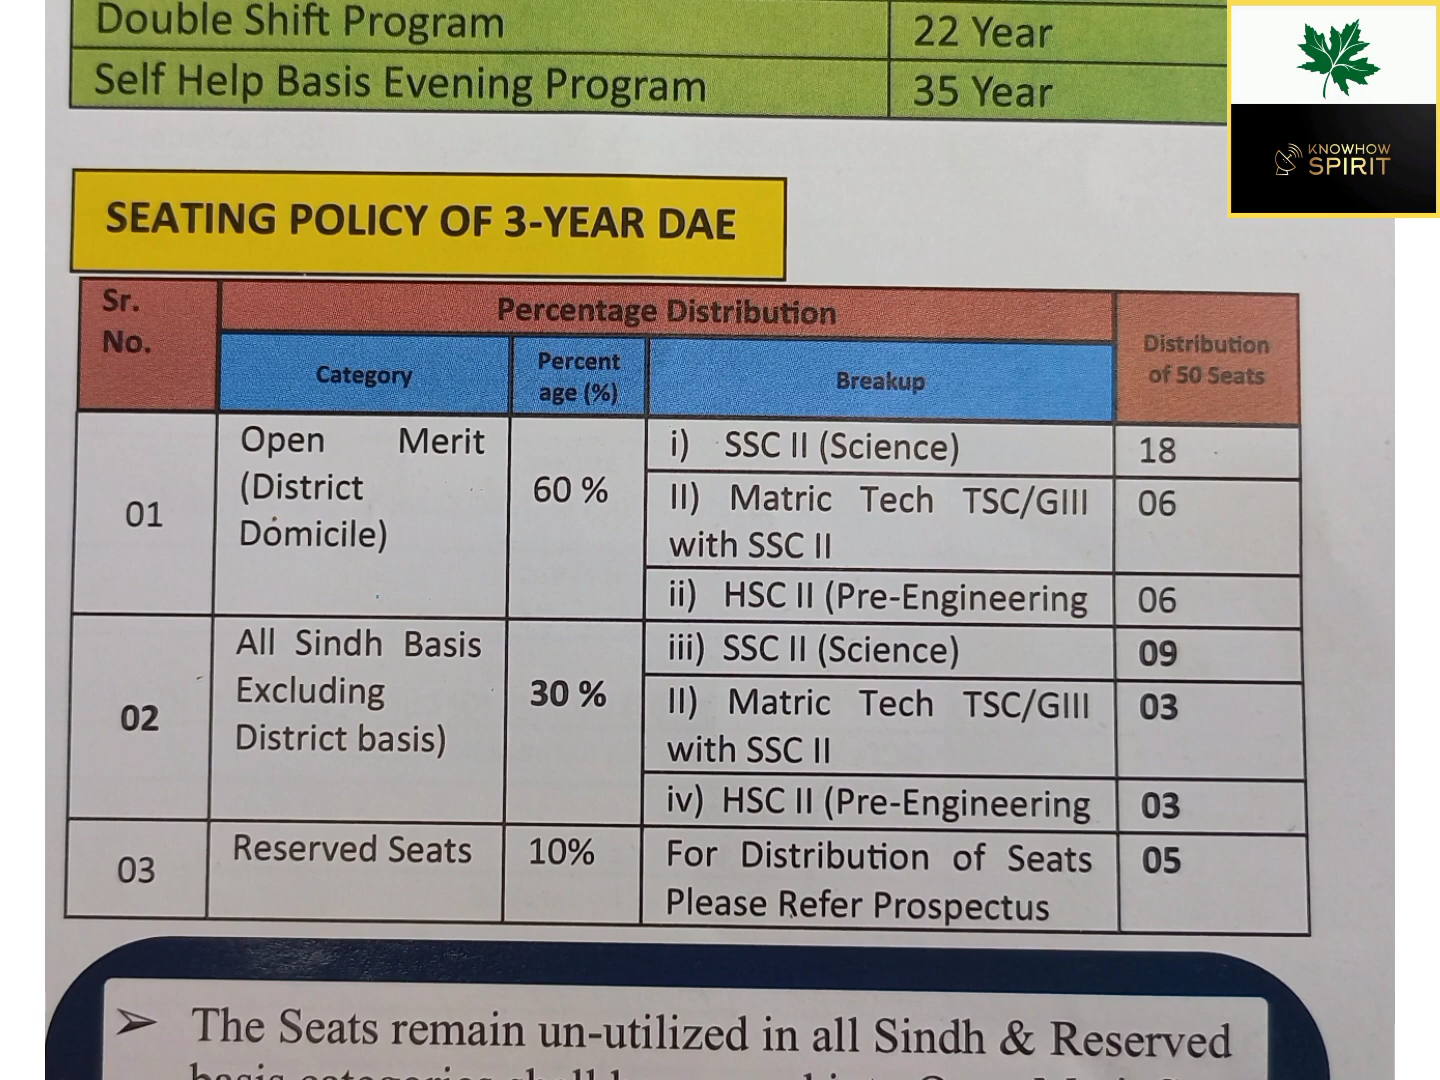 Double Shift Program 22 Year
Self Help Basis Evening Program 35 Year
KNOWHOW
SPIRIT
SEATING POLICY OF 3-YEAR DAE
Sr.
No.
Percentage Distribution
Distribution
of 50 Seats
Category
Percent
age (%)
Breakup
01
Open Merit
(District
Domicile)
60 %
i) SSC II (Science) 18
II) Matric Tech TSC/GIII
with SSC II
06
ii) HSC II (Pre-Engineering 06
02
All Sindh Basis
Excluding
District basis)
30 %
iii) SSC II (Science) 09
II) Matric Tech TSC/GIII
with SSC II
03
iv) HSC II (Pre-Engineering 03
03
Reserved Seats
10%
For Distribution of Seats
Please Refer Prospectus
05
➢ The Seats remain un-utilized in all Sindh & Reserved